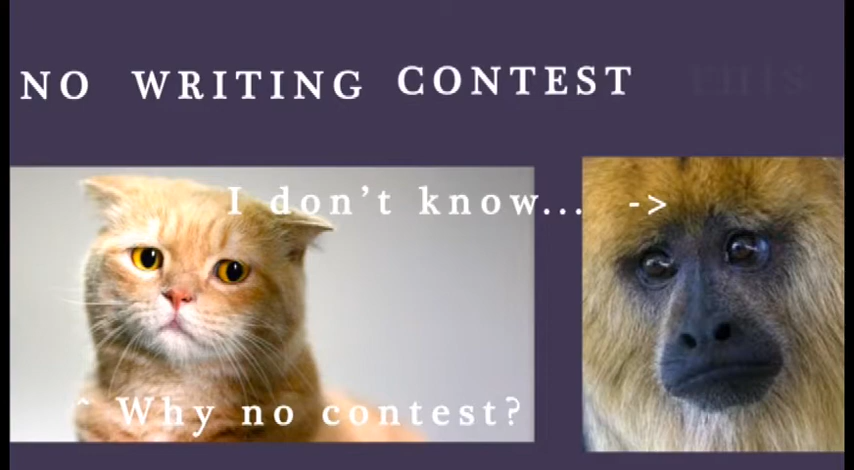 NO WRITING CONTEST
I don’t know... ->
^ Why no contest?